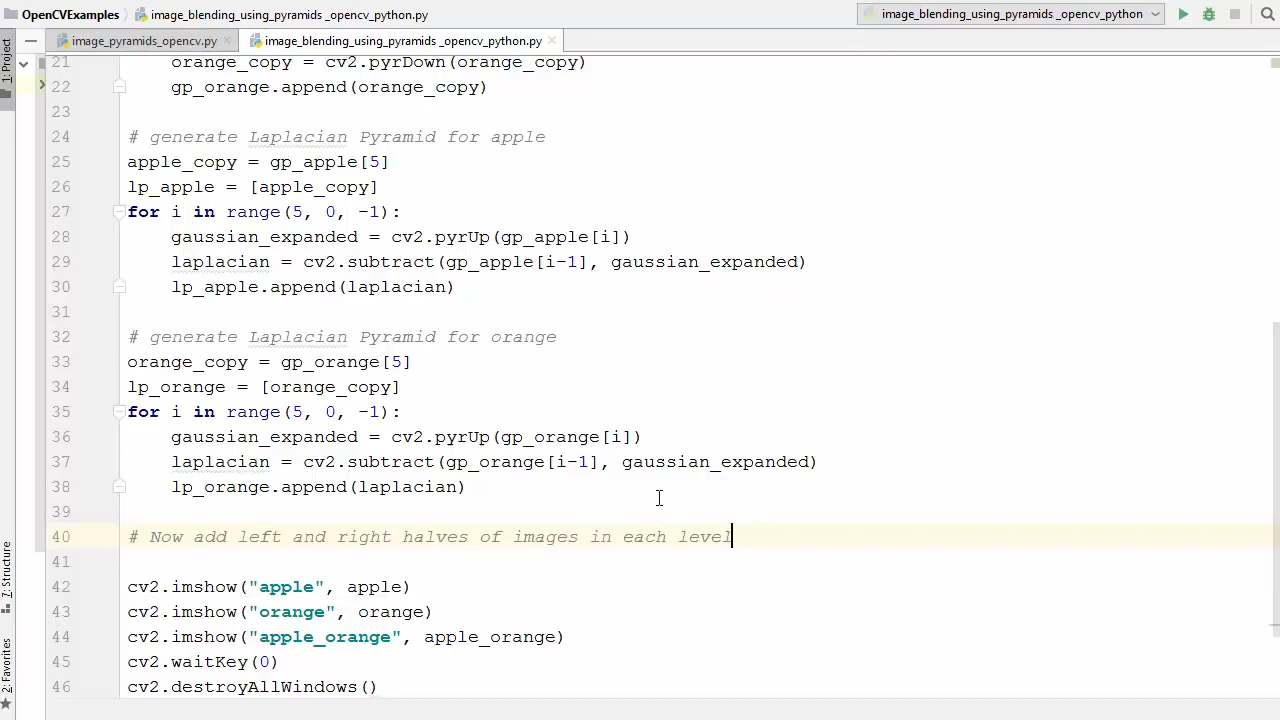 OpenCVExamples image_blending_using_pyramids _opencv_python.py image_blending_using_pyramids _opencv_python
image_pyramids_opencv.py image_blending_using_pyramids _opencv_python.py
1: Project
21 orange_copy = cv2.pyrDown(orange_copy)
22 gp_orange.append(orange_copy)
23
24 # generate Laplacian Pyramid for apple
25 apple_copy = gp_apple[5]
26 lp_apple = [apple_copy]
27 for i in range(5, 0, -1):
28 gaussian_expanded = cv2.pyrUp(gp_apple[i])
29 laplacian = cv2.subtract(gp_apple[i-1], gaussian_expanded)
30 lp_apple.append(laplacian)
31
32 # generate Laplacian Pyramid for orange
33 orange_copy = gp_orange[5]
34 lp_orange = [orange_copy]
35 for i in range(5, 0, -1):
36 gaussian_expanded = cv2.pyrUp(gp_orange[i])
37 laplacian = cv2.subtract(gp_orange[i-1], gaussian_expanded)
38 lp_orange.append(laplacian)
39
40 # Now add left and right halves of images in each level
41
42 cv2.imshow("apple", apple)
43 cv2.imshow("orange", orange)
44 cv2.imshow("apple_orange", apple_orange)
45 cv2.waitKey(0)
46 cv2.destroyAllWindows()
7: Structure
2: Favorites